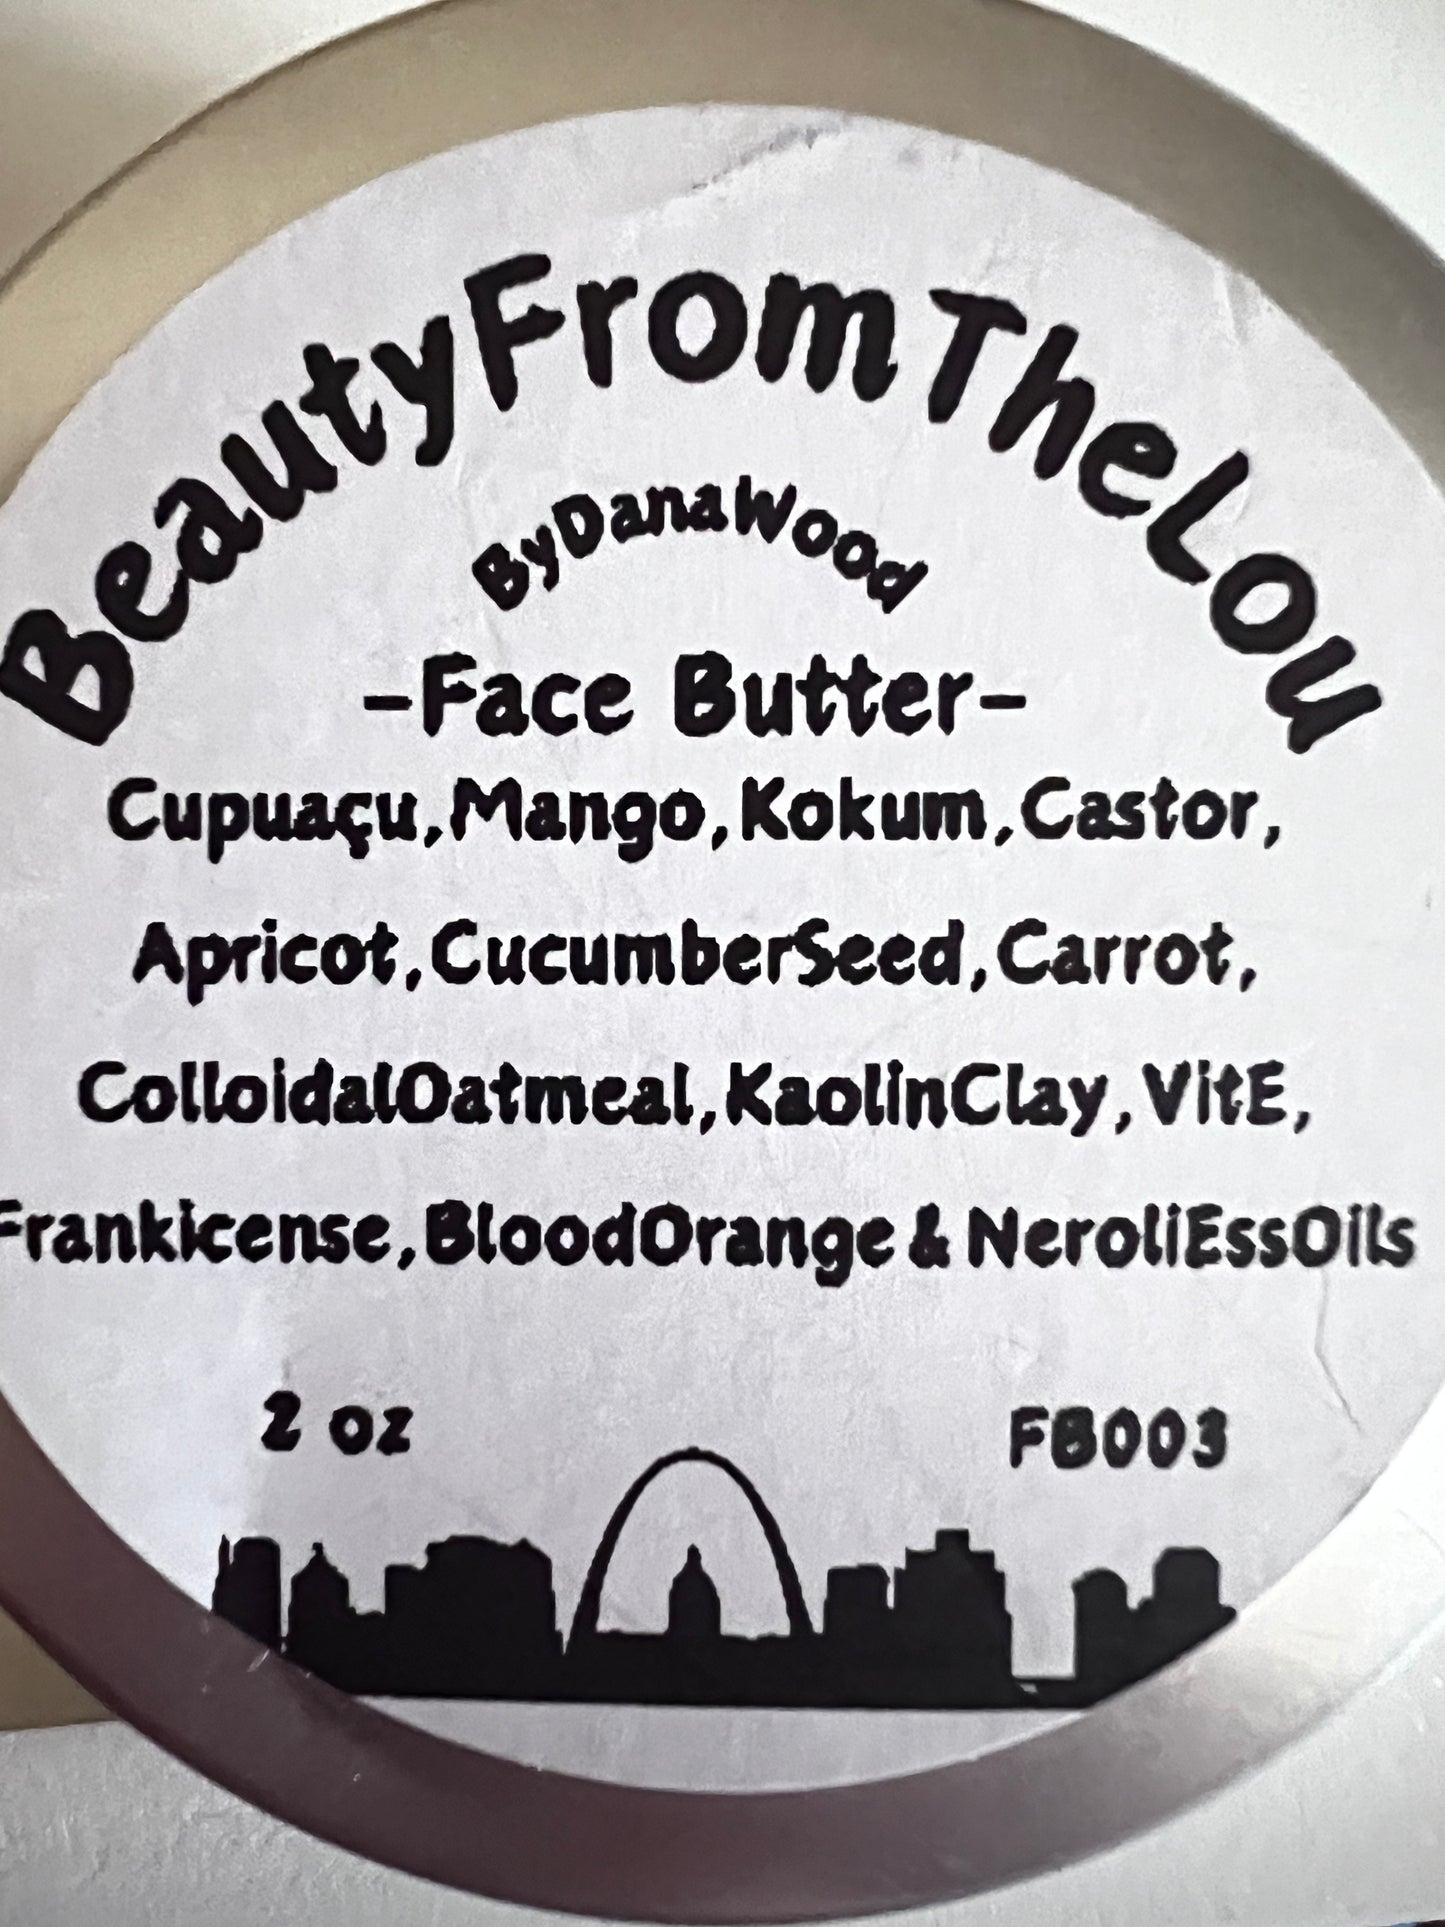 BeautyFromTheLou
ByDanaWood
-Face Butter-
Cupuaçu,Mango,Kokum,Castor,
Apricot,CucumberSeed,Carrot,
ColloidalOatmeal,KaolinClay,VitE,
Frankicense,BloodOrange & NeroliEssOils
2 oz
FB003